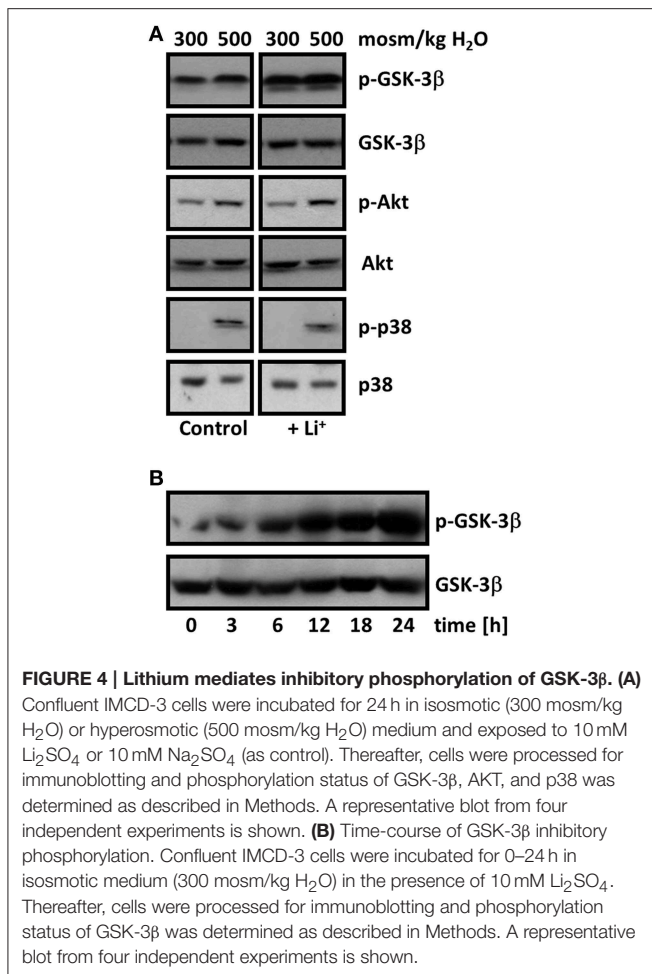 A
300 500 300 500 mosm/kg H₂O
p-GSK-3β
GSK-3β
p-Akt
Akt
p-p38
p38
Control + Li⁺
B
p-GSK-3β
GSK-3β
0 3 6 12 18 24 time [h]
FIGURE 4 | Lithium mediates inhibitory phosphorylation of GSK-3β. (A)
Confluent IMCD-3 cells were incubated for 24 h in isosmotic (300 mosm/kg
H₂O) or hyperosmotic (500 mosm/kg H₂O) medium and exposed to 10 mM
Li₂SO₄ or 10 mM Na₂SO₄ (as control). Thereafter, cells were processed for
immunoblotting and phosphorylation status of GSK-3β, AKT, and p38 was
determined as described in Methods. A representative blot from four
independent experiments is shown. (B) Time-course of GSK-3β inhibitory
phosphorylation. Confluent IMCD-3 cells were incubated for 0–24 h in
isosmotic medium (300 mosm/kg H₂O) in the presence of 10 mM Li₂SO₄.
Thereafter, cells were processed for immunoblotting and phosphorylation
status of GSK-3β was determined as described in Methods. A representative
blot from four independent experiments is shown.